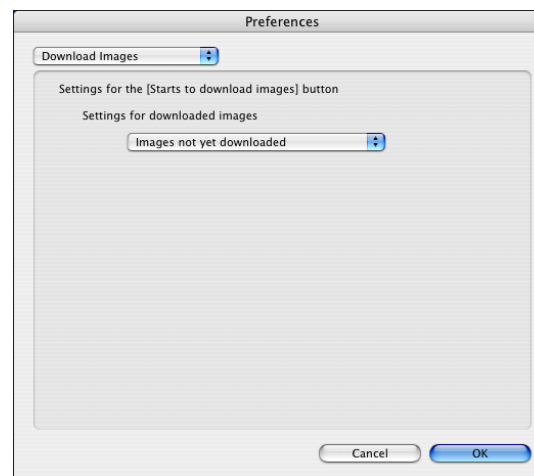 Preferences
Download Images
Settings for the [Starts to download images] button
Settings for downloaded images
Images not yet downloaded
Cancel OK